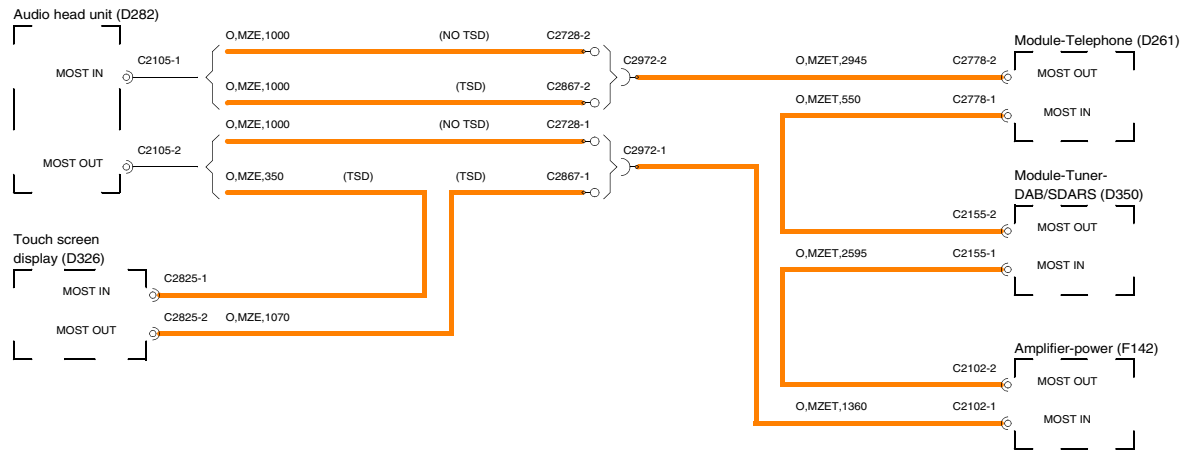 Audio head unit (D282)
MOST IN
C2105-1
O,MZE,1000
(NO TSD)
C2728-2
O,MZE,1000
(TSD)
C2867-2
C2972-2
O,MZET,2945
C2778-2
Module-Telephone (D261)
MOST OUT
O,MZET,550
C2778-1
MOST IN
MOST OUT
C2105-2
O,MZE,1000
(NO TSD)
C2728-1
O,MZE,350
(TSD)
(TSD)
C2867-1
C2972-1
Module-Tuner-
DAB/SDARS (D350)
C2155-2
MOST OUT
O,MZET,2595
C2155-1
MOST IN
Touch screen
display (D326)
MOST IN
C2825-1
MOST OUT
C2825-2
O,MZE,1070
Amplifier-power (F142)
C2102-2
MOST OUT
O,MZET,1360
C2102-1
MOST IN